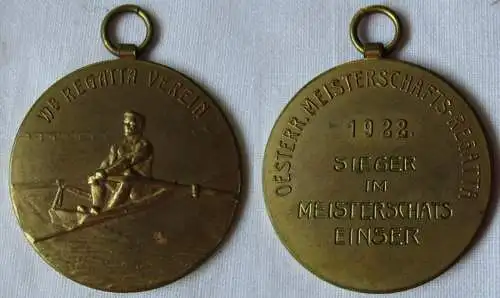 WR REGATTA VEREIN
OESTERR. MEISTERSCHAFTS-REGATTA
1922.
SIEGER
IM
MEISTERSCHATS
EINSER